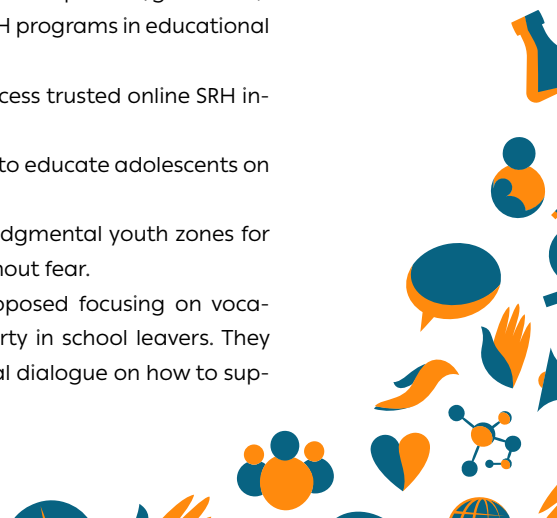 H programs in educational
cess trusted online SRH in-
to educate adolescents on
dgmental youth zones for
hout fear.
oposed focusing on voca-
rty in school leavers. They
al dialogue on how to sup-